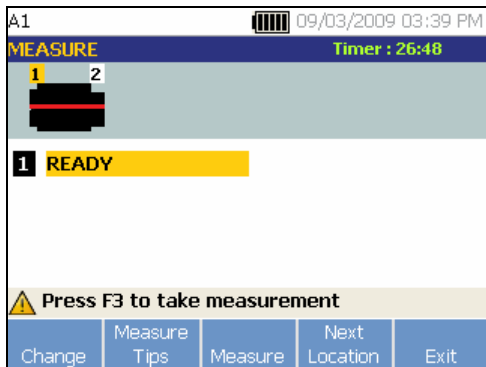 A1 09/03/2009 03:39 PM
MEASURE Timer : 26:48
1 2
1 READY
Press F3 to take measurement
Change Measure Tips Measure Next Location Exit